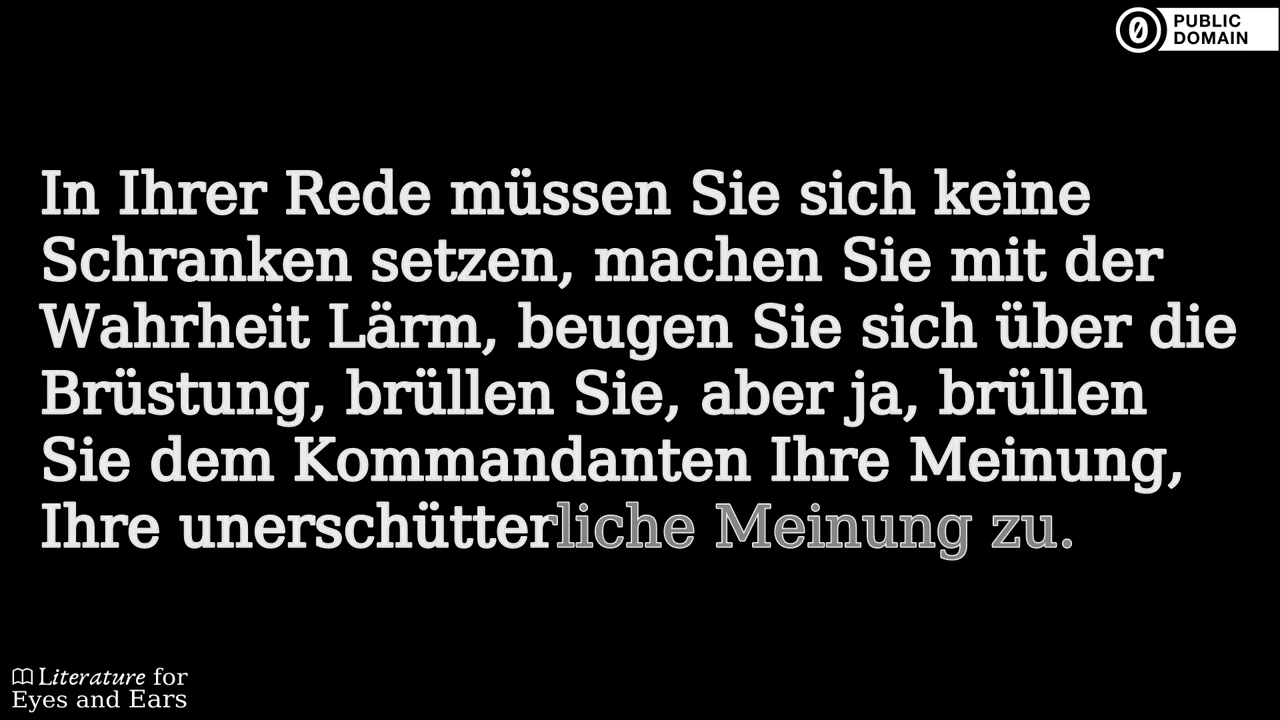 PUBLIC
DOMAIN
In Ihrer Rede müssen Sie sich keine
Schranken setzen, machen Sie mit der
Wahrheit Lärm, beugen Sie sich über die
Brüstung, brüllen Sie, aber ja, brüllen
Sie dem Kommandanten Ihre Meinung,
Ihre unerschütterliche Meinung zu.
Literature for
Eyes and Ears